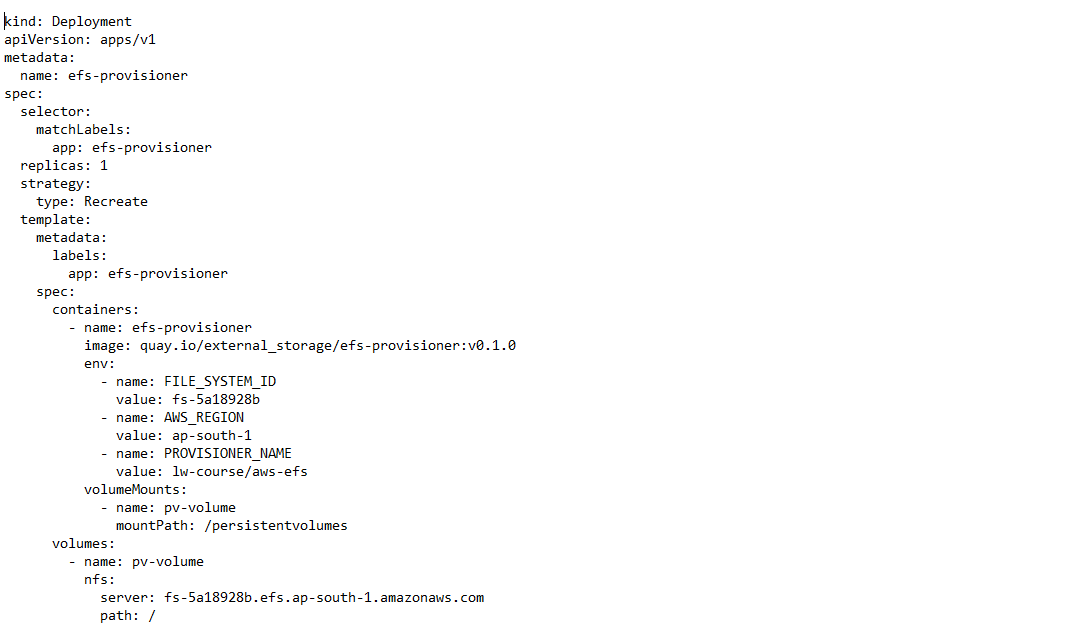 kind: Deployment
apiVersion: apps/v1
metadata:
  name: efs-provisioner
spec:
  selector:
    matchLabels:
      app: efs-provisioner
  replicas: 1
  strategy:
    type: Recreate
  template:
    metadata:
      labels:
        app: efs-provisioner
    spec:
      containers:
        - name: efs-provisioner
          image: quay.io/external_storage/efs-provisioner:v0.1.0
          env:
            - name: FILE_SYSTEM_ID
              value: fs-5a18928b
            - name: AWS_REGION
              value: ap-south-1
            - name: PROVISIONER_NAME
              value: lw-course/aws-efs
          volumeMounts:
            - name: pv-volume
              mountPath: /persistentvolumes
      volumes:
        - name: pv-volume
          nfs:
            server: fs-5a18928b.efs.ap-south-1.amazonaws.com
            path: /